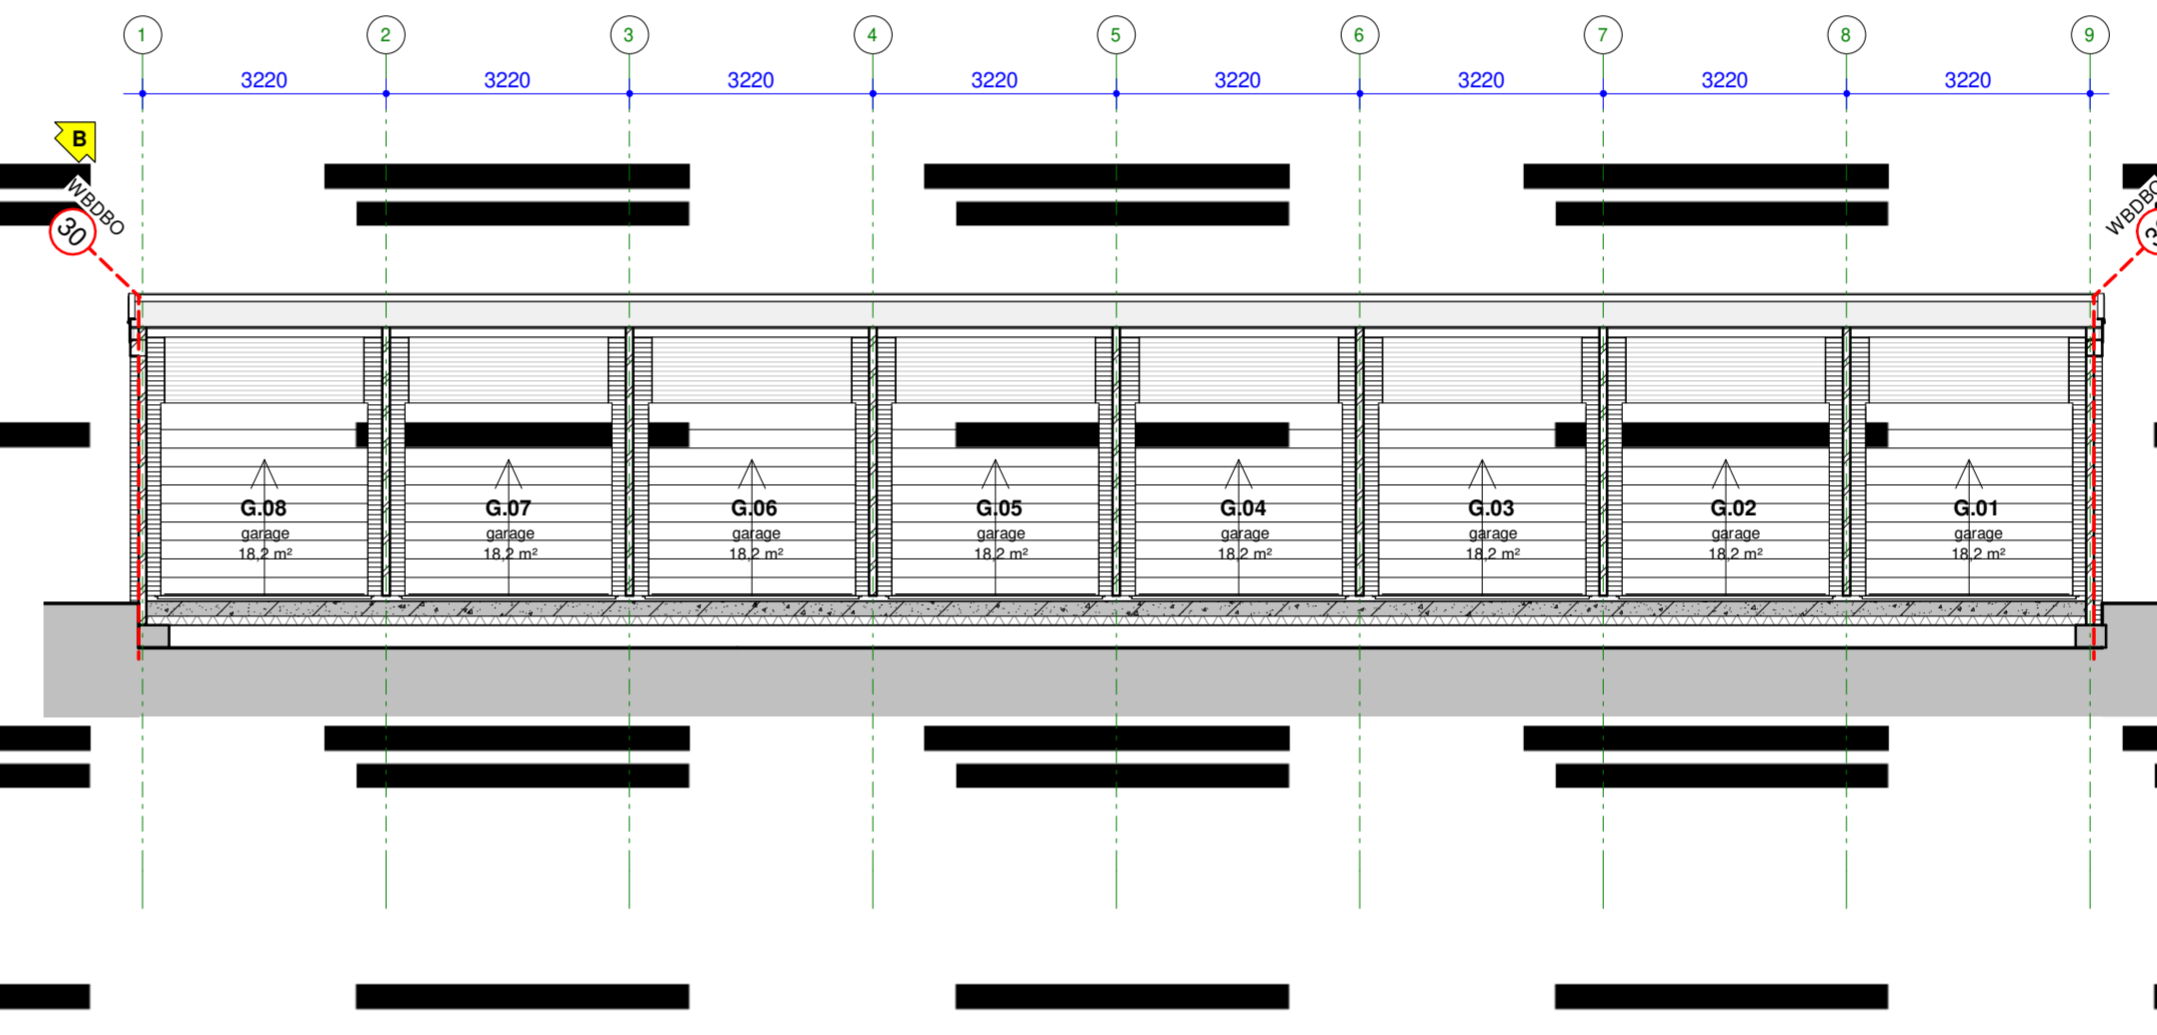 1 2 3 4 5 6 7 8 9
3220 3220 3220 3220 3220 3220 3220 3220
B
WBDBO
30
WBDBO
G.08 G.07 G.06 G.05 G.04 G.03 G.02 G.01
garage garage garage garage garage garage garage garage
18,2 m² 18,2 m² 18,2 m² 18,2 m² 18,2 m² 18,2 m² 18,2 m² 18,2 m²